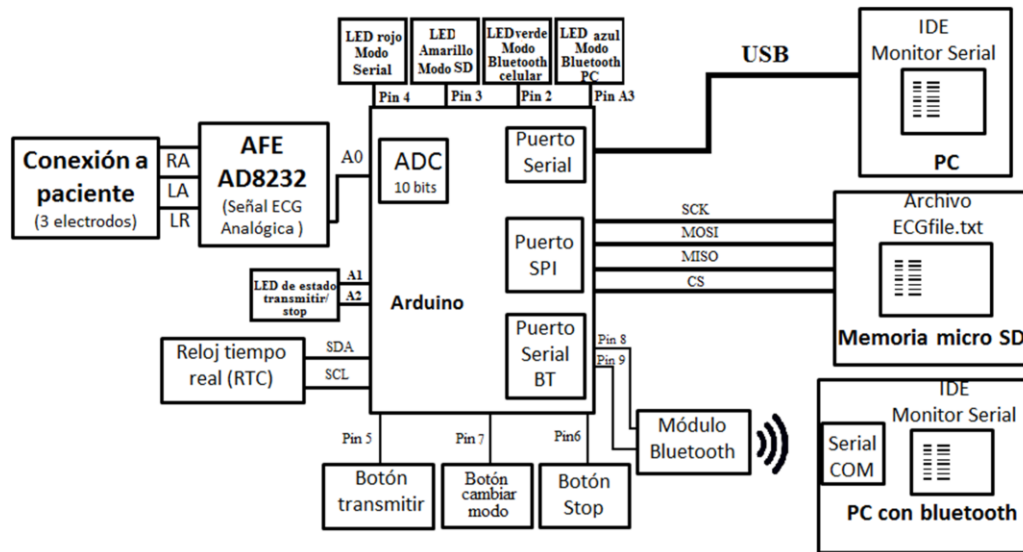 LED rojo
Modo
Serial
LED
Amarillo
Modo SD
LED verde
Modo
Bluetooth
celular
LED azul
Modo
Bluetooth
PC
Pin 4
Pin 3
Pin 2
Pin A3
USB
IDE
Monitor Serial
PC
Conexión a
paciente
(3 electrodos)
RA
LA
LR
AFE
AD8232
(Señal ECG
Analógica )
A0
ADC
10 bits
Puerto
Serial
Puerto
SPI
Puerto
Serial
BT
Arduino
SCK
MOSI
MISO
CS
Archivo
ECGfile.txt
Memoria micro SD
LED de estado
transmitir/
stop
A1
A2
Reloj tiempo
real (RTC)
SDA
SCL
Pin 8
Pin 9
Módulo
Bluetooth
IDE
Monitor Serial
Serial
COM
PC con bluetooth
Pin 5
Pin 7
Pin6
Botón
transmitir
Botón
cambiar
modo
Botón
Stop